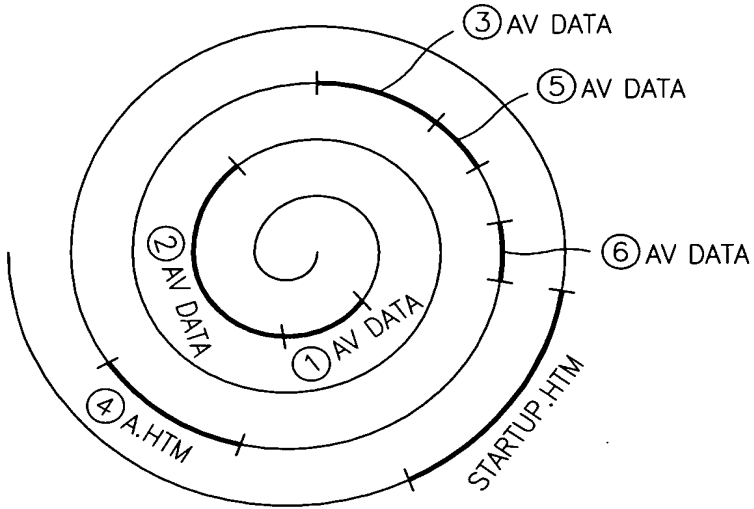 ③ AV DATA
⑤ AV DATA
⑥ AV DATA
② AV DATA
① AV DATA
④ A.HTM
STARTUP.HTM